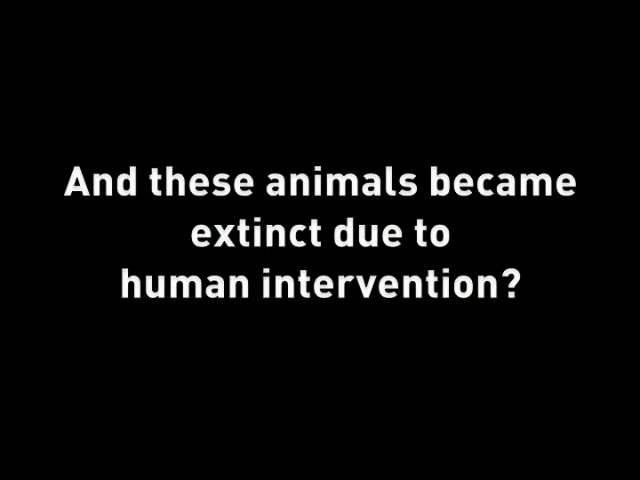 And these animals became
extinct due to
human intervention?